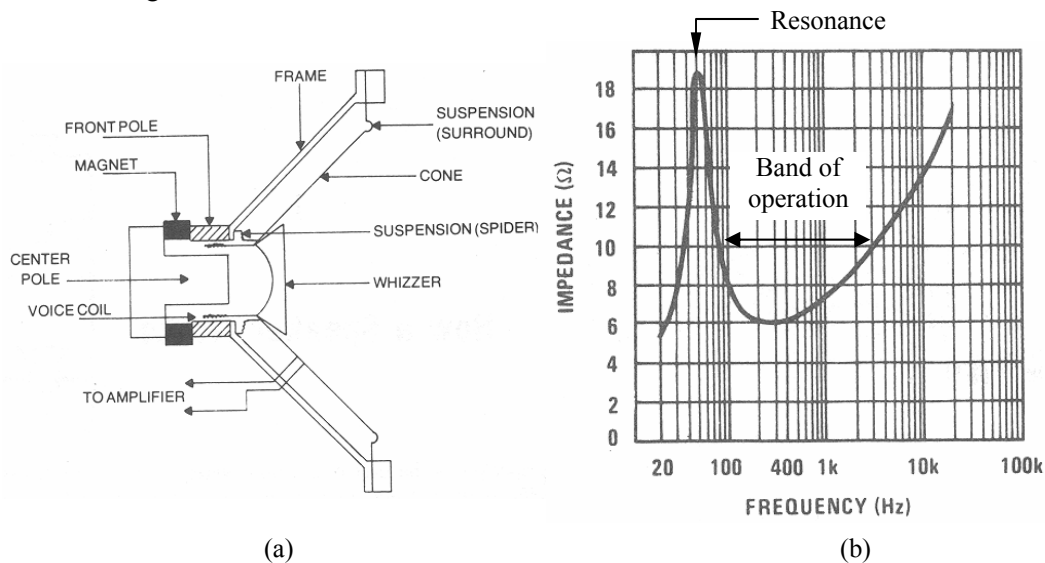 FRAME
FRONT POLE
MAGNET
SUSPENSION
(SURROUND)
CONE
SUSPENSION (SPIDER)
CENTER
POLE
WHIZZER
VOICE COIL
TO AMPLIFIER
(a)
Resonance
Band of
operation
IMPEDANCE (Ω)
18
16
14
12
10
8
6
4
2
0
20 100 400 1k 10k 100k
FREQUENCY (Hz)
(b)